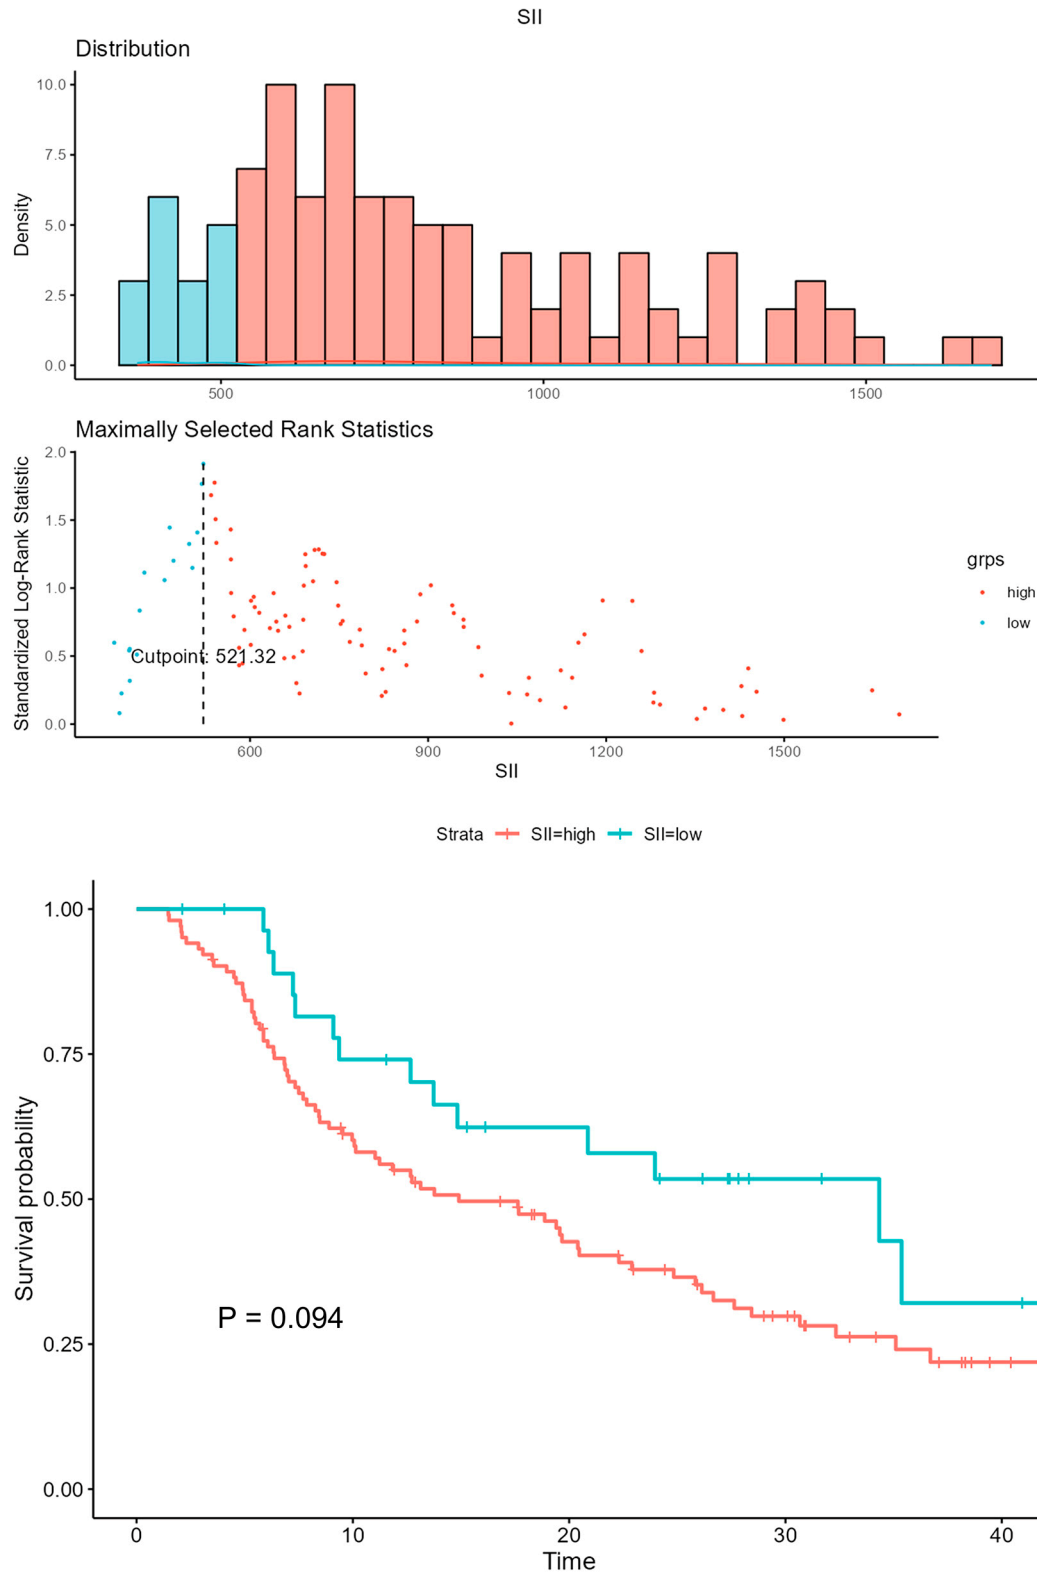 SII
Distribution
Density
10.0
7.5
5.0
2.5
0.0
500 1000 1500
Maximally Selected Rank Statistics
Standardized Log-Rank Statistic
2.0
1.5
1.0
0.5
0.0
Cutpoint: 521.32
600 900 1200 1500
SII
grps
high
low
Strata SII=high SII=low
Survival probability
1.00
0.75
0.50
0.25
0.00
P = 0.094
0 10 20 30 40
Time